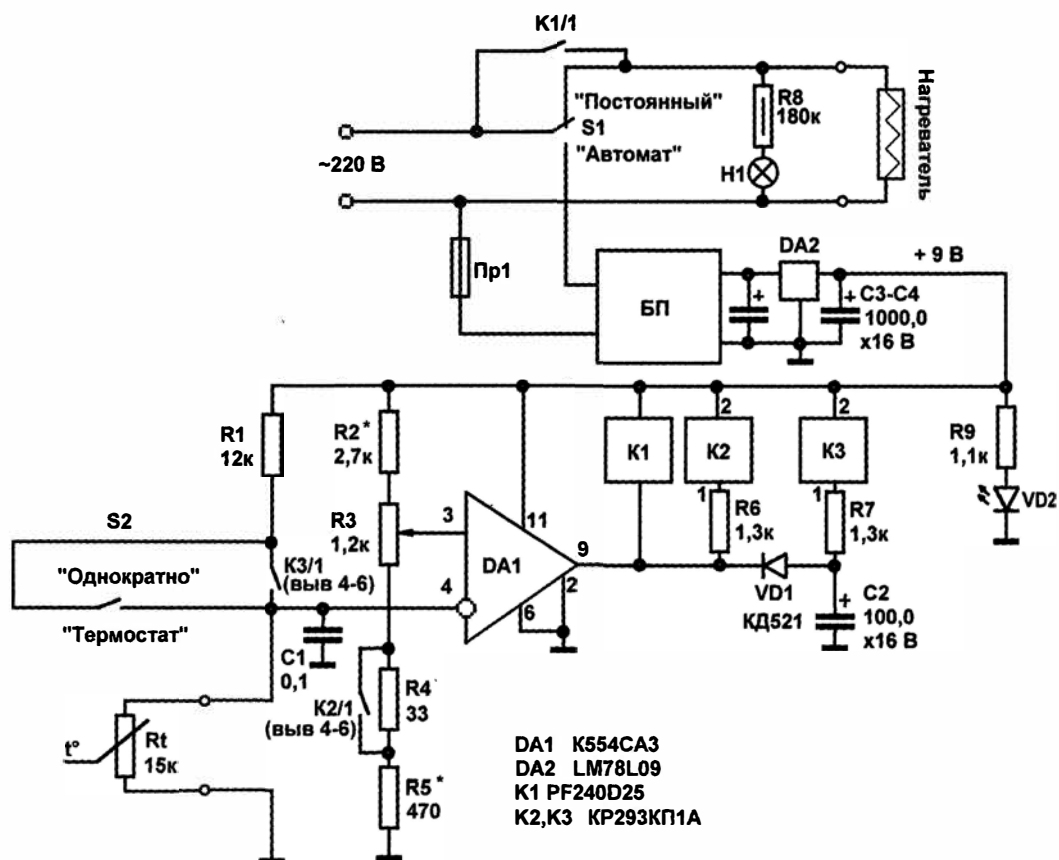 K1/1
"Постоянный"
S1
"Автомат"
~220 В
R8
180к
H1
Нагреватель
Пр1
БП
DA2
+ 9 В
+
+
C3-C4
1000,0
x16 В
R1
12к
R2*
2,7к
R3
1,2к
3
4
11
DA1
9
2
6
K1
2
K2
1
2
K3
1
R6
1,3к
R7
1,3к
R9
1,1к
VD2
S2
"Однократно"
"Термостат"
K3/1
(выв 4-6)
C1
0,1
VD1
КД521
+
C2
100,0
x16 В
K2/1
(выв 4-6)
R4
33
R5*
470
t°
Rt
15к
DA1 К554СА3
DA2 LM78L09
K1 PF240D25
K2,K3 КР293КП1А